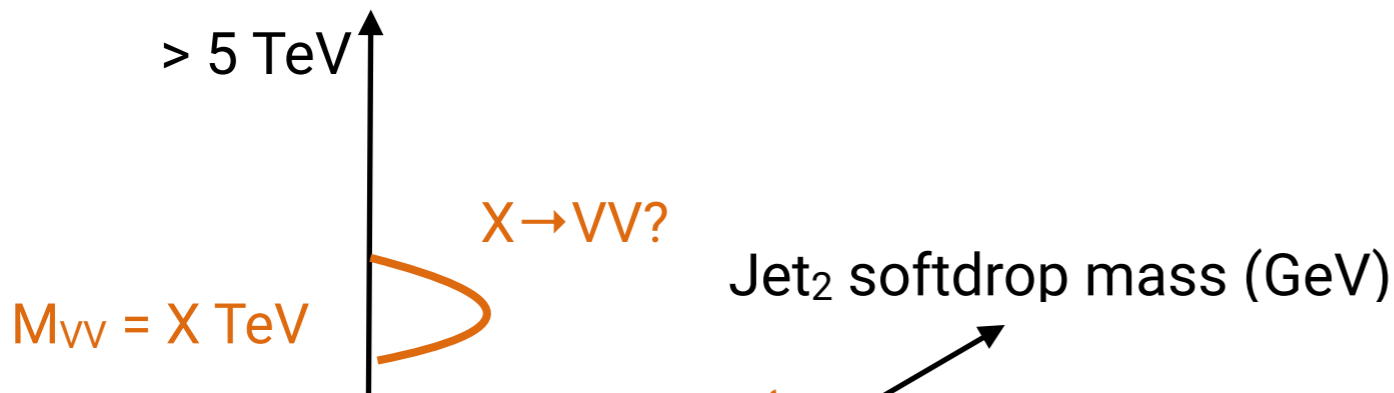 > 5 TeV
X→VV?
Jet₂ softdrop mass (GeV)
M_VV = X TeV